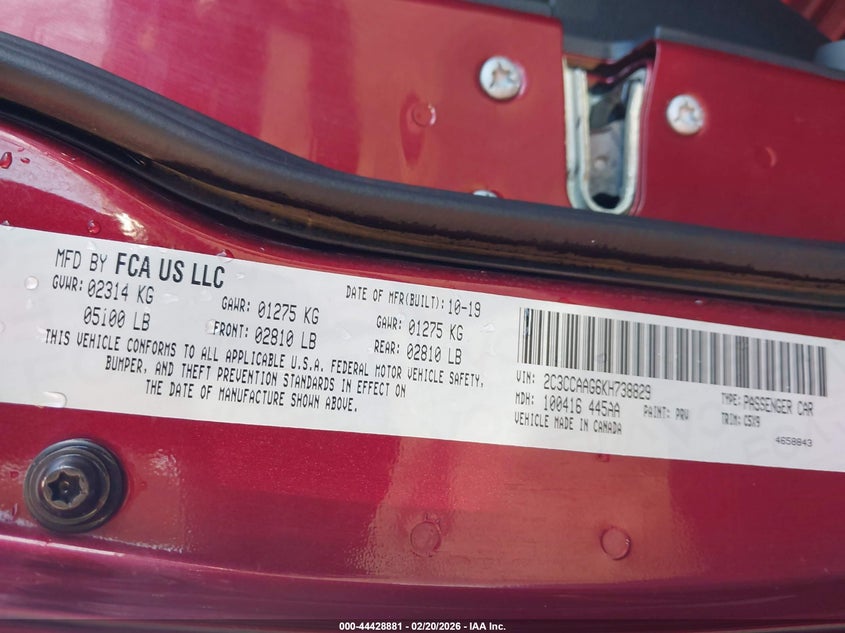 MFD BY FCA US LLC
DATE OF MFR(BUILT): 10-19
GVWR: 02314 KG
GAWR: 01275 KG
GAWR: 01275 KG
05100 LB
FRONT: 02810 LB
REAR: 02810 LB
THIS VEHICLE CONFORMS TO ALL APPLICABLE U.S.A. FEDERAL MOTOR VEHICLE SAFETY,
BUMPER, AND THEFT PREVENTION STANDARDS IN EFFECT ON
THE DATE OF MANUFACTURE SHOWN ABOVE.
VIN: 2C3CCAAG6KH738829
TYPE: PASSENGER CAR
MDH: 100416 445AA
PAINT: PRV
TRIM: C5X9
VEHICLE MADE IN CANADA
4658843
000-44428881 — 02/20/2026 — IAA Inc.